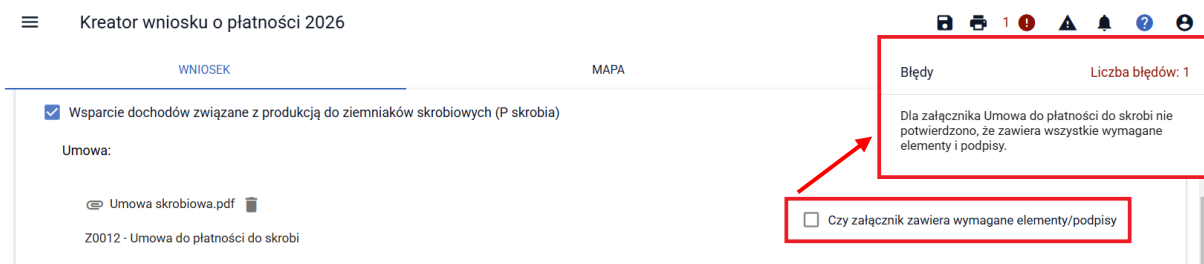 Kreator wniosku o płatności 2026
1
WNIOSEK
MAPA
Błędy
Liczba błędów: 1
Dla załącznika Umowa do płatności do skrobi nie
potwierdzono, że zawiera wszystkie wymagane
elementy i podpisy.
Wsparcie dochodów związane z produkcją do ziemniaków skrobiowych (P skrobia)
Umowa:
Umowa skrobiowa.pdf
Czy załącznik zawiera wymagane elementy/podpisy
Z0012 - Umowa do płatności do skrobi